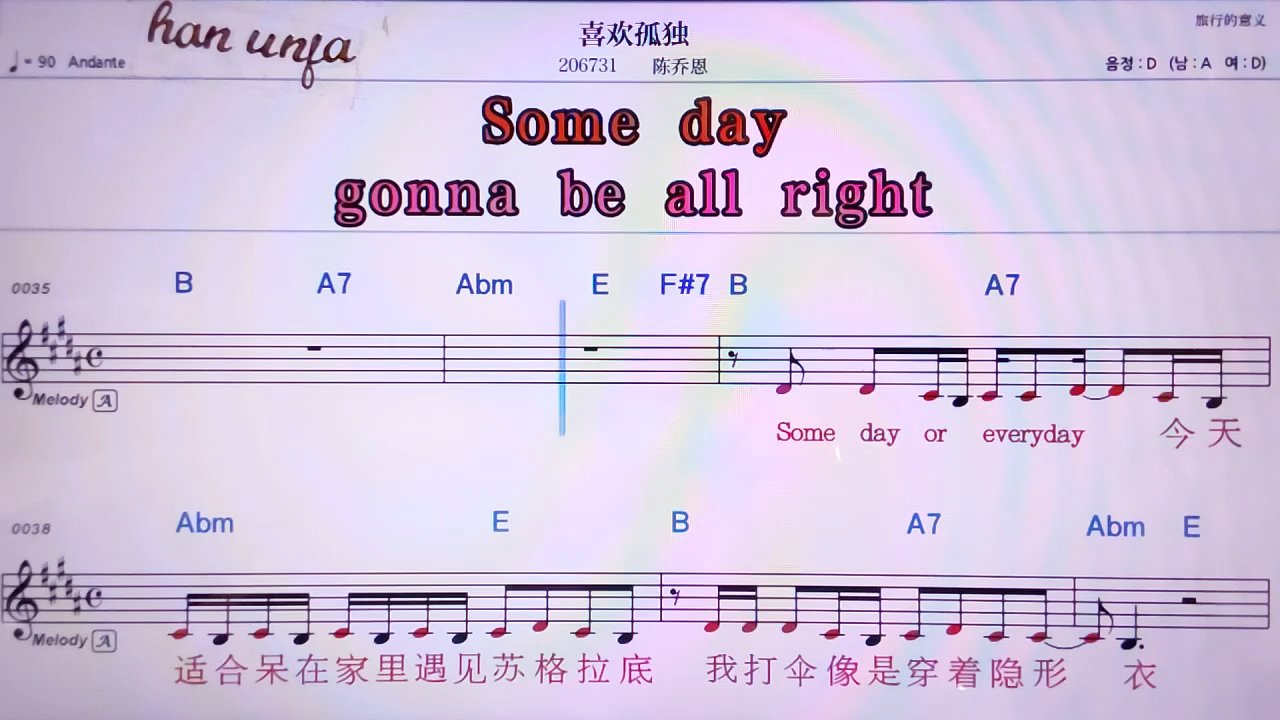 han unja
喜欢孤独
旅行的意义
♩= 90 Andante
206731 陈乔恩
음정 : D (남 : A 여 : D)
Some day
gonna be all right
0035 B A7 Abm E F#7 B A7
Melody A
Some day or everyday 今天
0038 Abm E B A7 Abm E
Melody A
适合呆在家里遇见苏格拉底 我打伞像是穿着隐形 衣